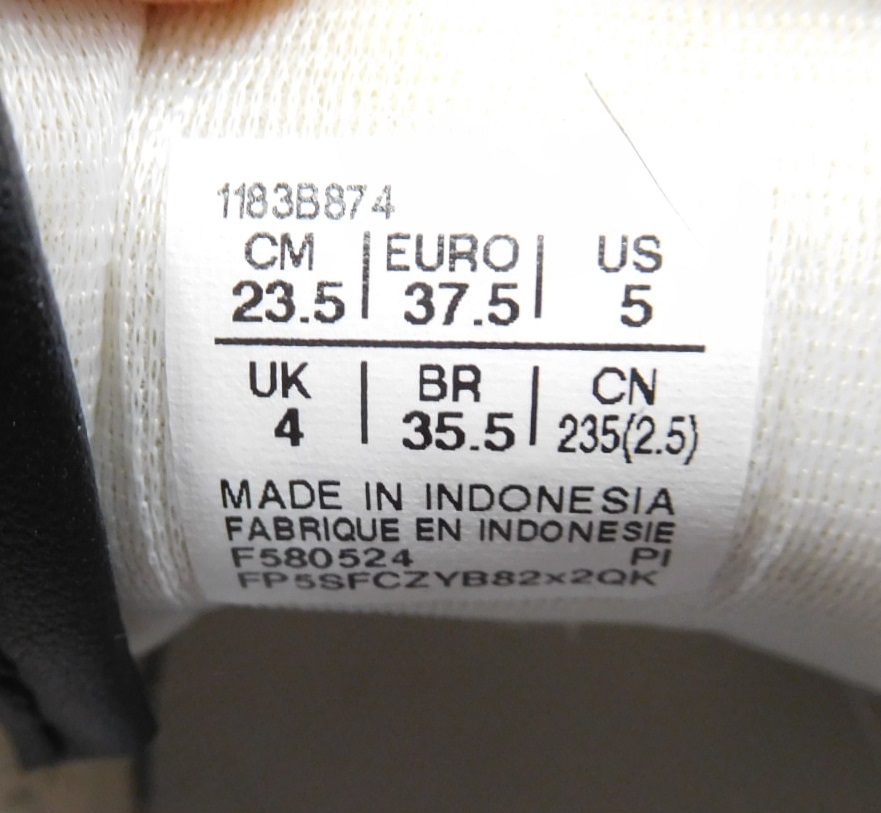 1183B874
CM | EURO | US
23.5 | 37.5 | 5
UK | BR | CN
4 | 35.5 | 235(2.5)
MADE IN INDONESIA
FABRIQUE EN INDONESIE
F580524 PI
FP5SFCZYB82x2QK